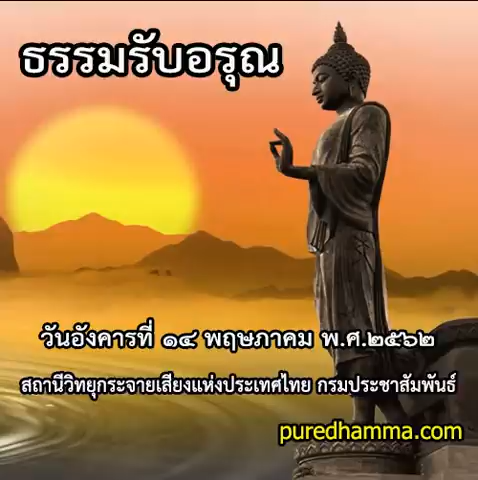 ธรรมรับอรุณ
วันอังคารที่ ๑๔ พฤษภาคม พ.ศ.๒๕๖๒
สถานีวิทยุกระจายเสียงแห่งประเทศไทย กรมประชาสัมพันธ์
puredhamma.com